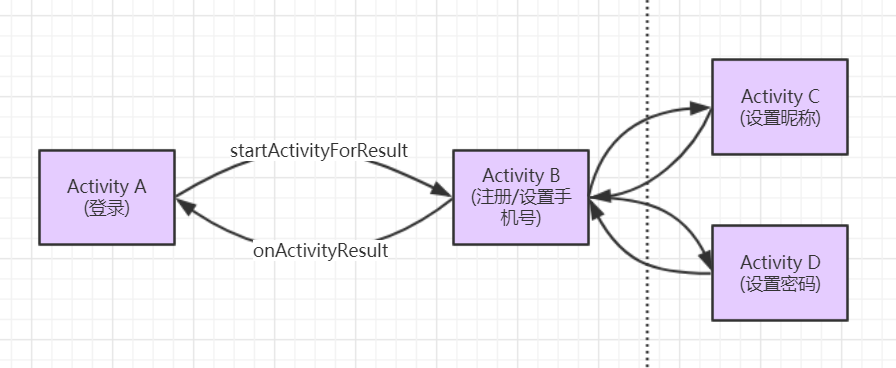 Activity A
(登录)
startActivityForResult
onActivityResult
Activity B
(注册/设置手
机号)
Activity C
(设置昵称)
Activity D
(设置密码)